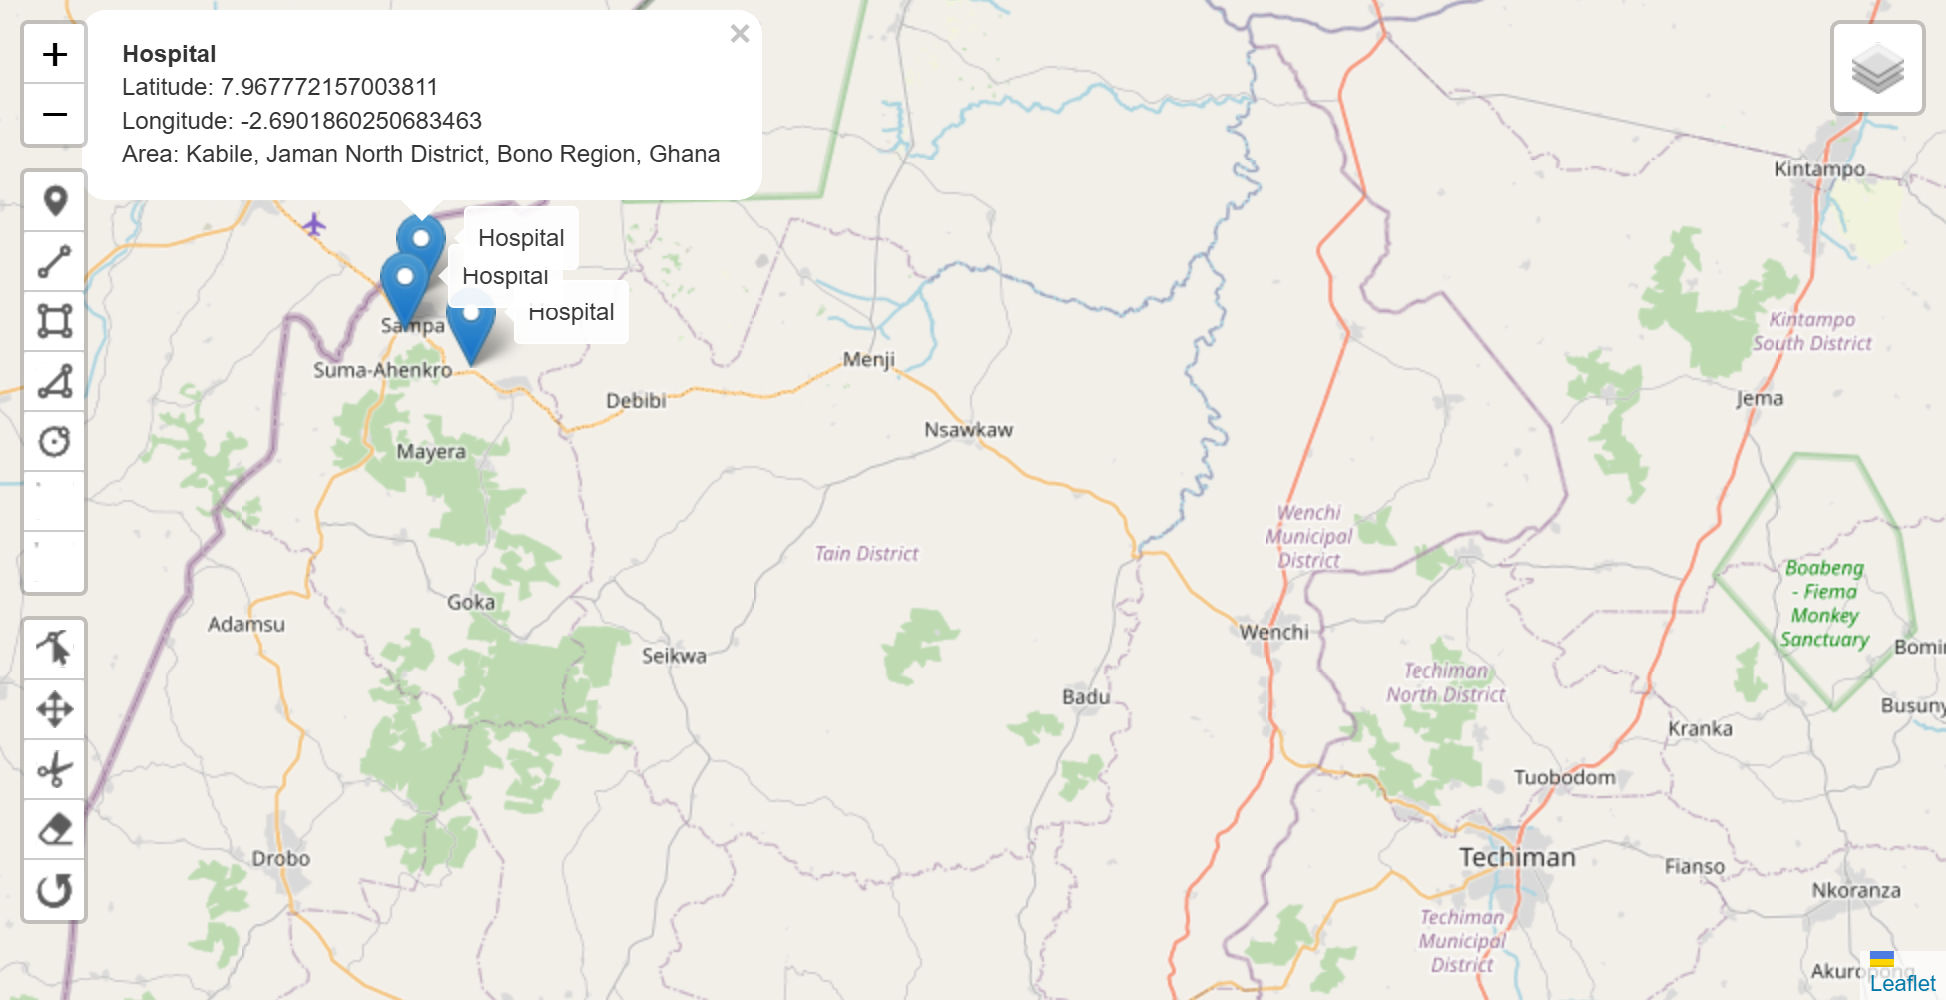 +
×
Hospital
Latitude: 7.967772157003811
Longitude: -2.6901860250683463
Area: Kabile, Jaman North District, Bono Region, Ghana
−
Kintampo
Hospital
Hospital
Hospital
Sampa
Kintampo
South District
Menji
Suma-Ahenkro
Debibi
Jema
Nsawkaw
Mayera
Wenchi
Municipal
District
Tain District
Boabeng
- Fiema
Monkey
Sanctuary
Goka
Adamsu
Wenchi
Seikwa
Bomin
Techiman
North District
Badu
Busuny
Kranka
Tuobodom
Drobo
Techiman
Fianso
Nkoranza
Techiman
Municipal
District
Akuropong
Leaflet